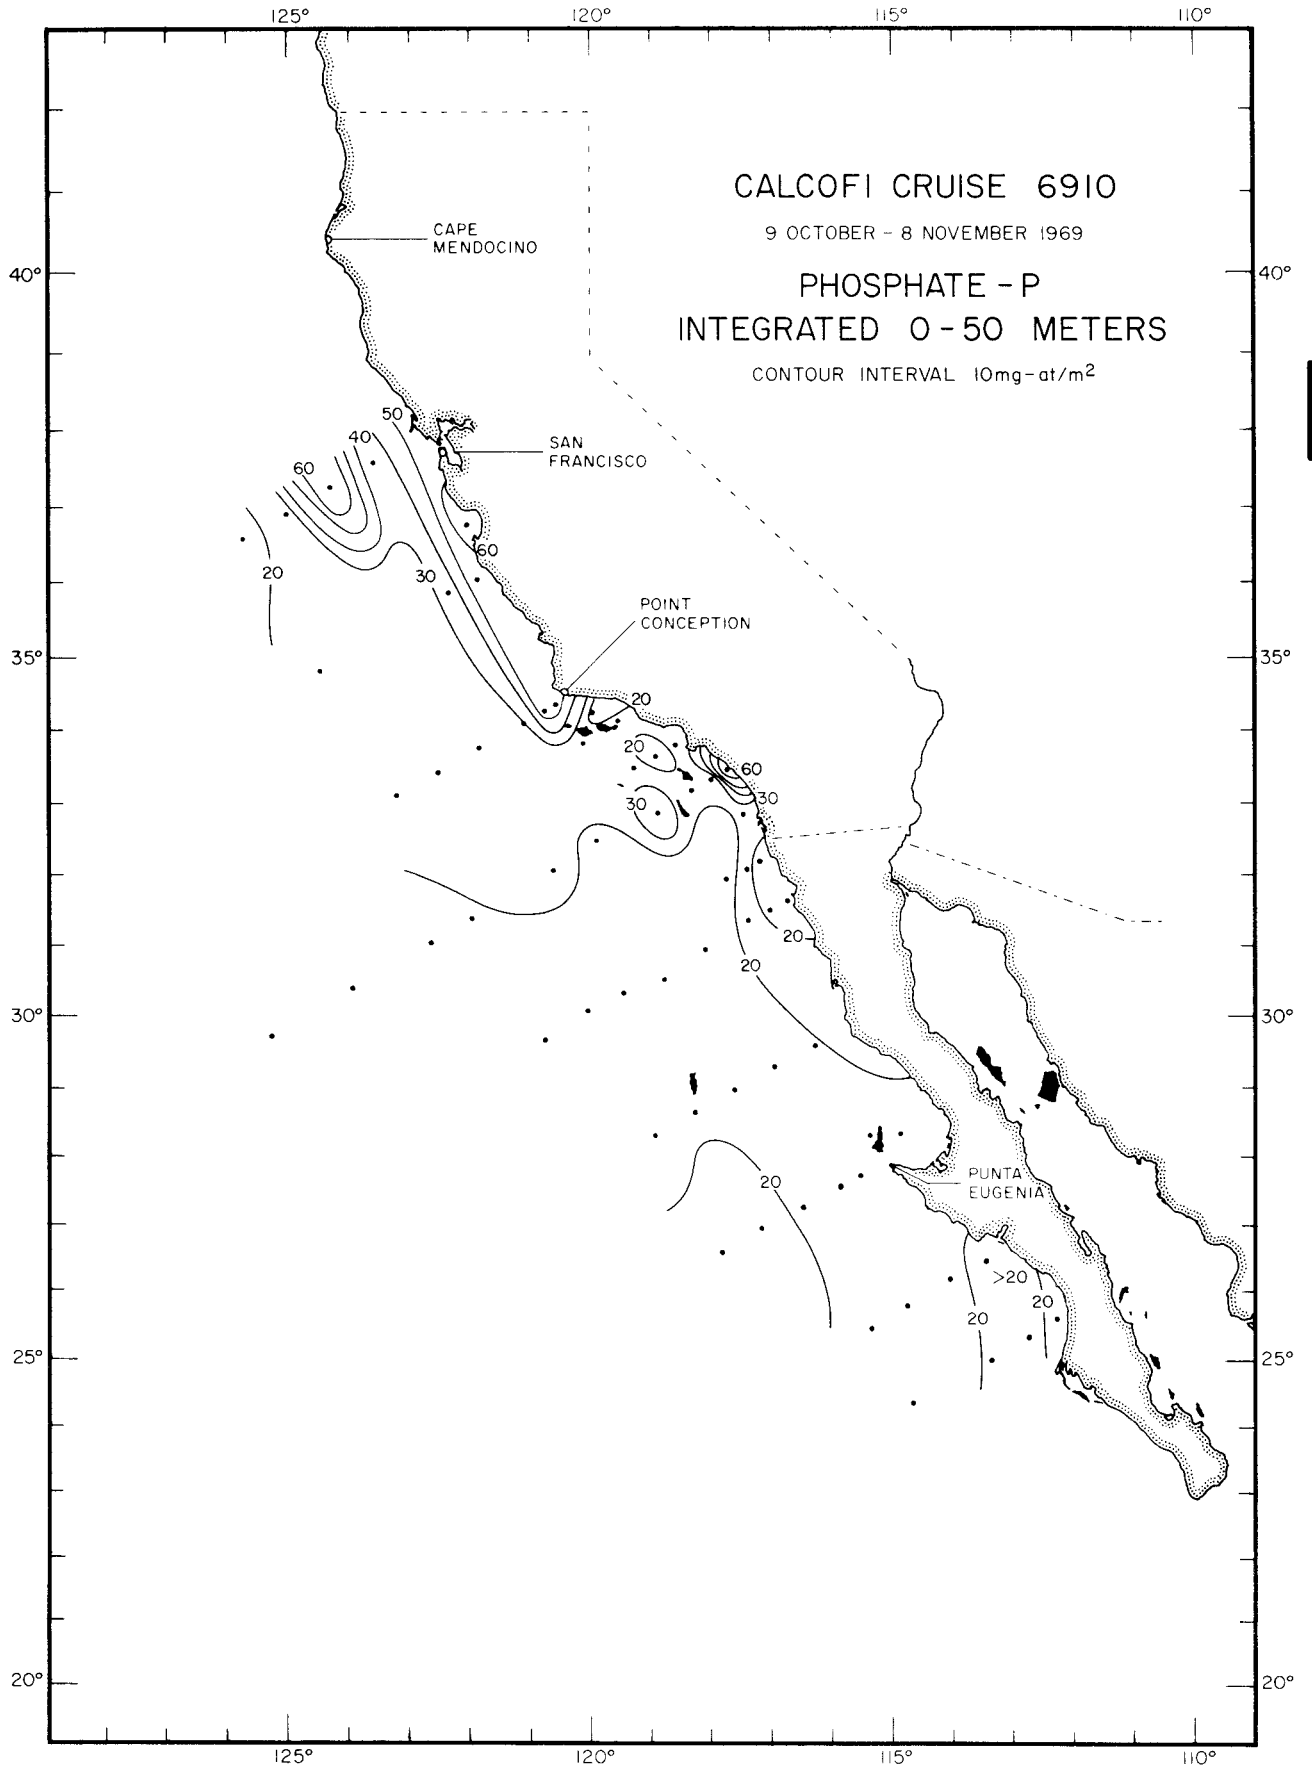 125° 120° 115° 110°
CALCOFI CRUISE 6910
9 OCTOBER – 8 NOVEMBER 1969
PHOSPHATE – P
INTEGRATED 0 – 50 METERS
CONTOUR INTERVAL 10mg-at/m²
CAPE
MENDOCINO
40° 40°
50
40
SAN
FRANCISCO
60
60
20
30
POINT
CONCEPTION
35° 35°
20
20
60
30
30
20
20
30° 30°
PUNTA
EUGENIA
20
>20
20
20
25° 25°
20° 20°
125° 120° 115° 110°